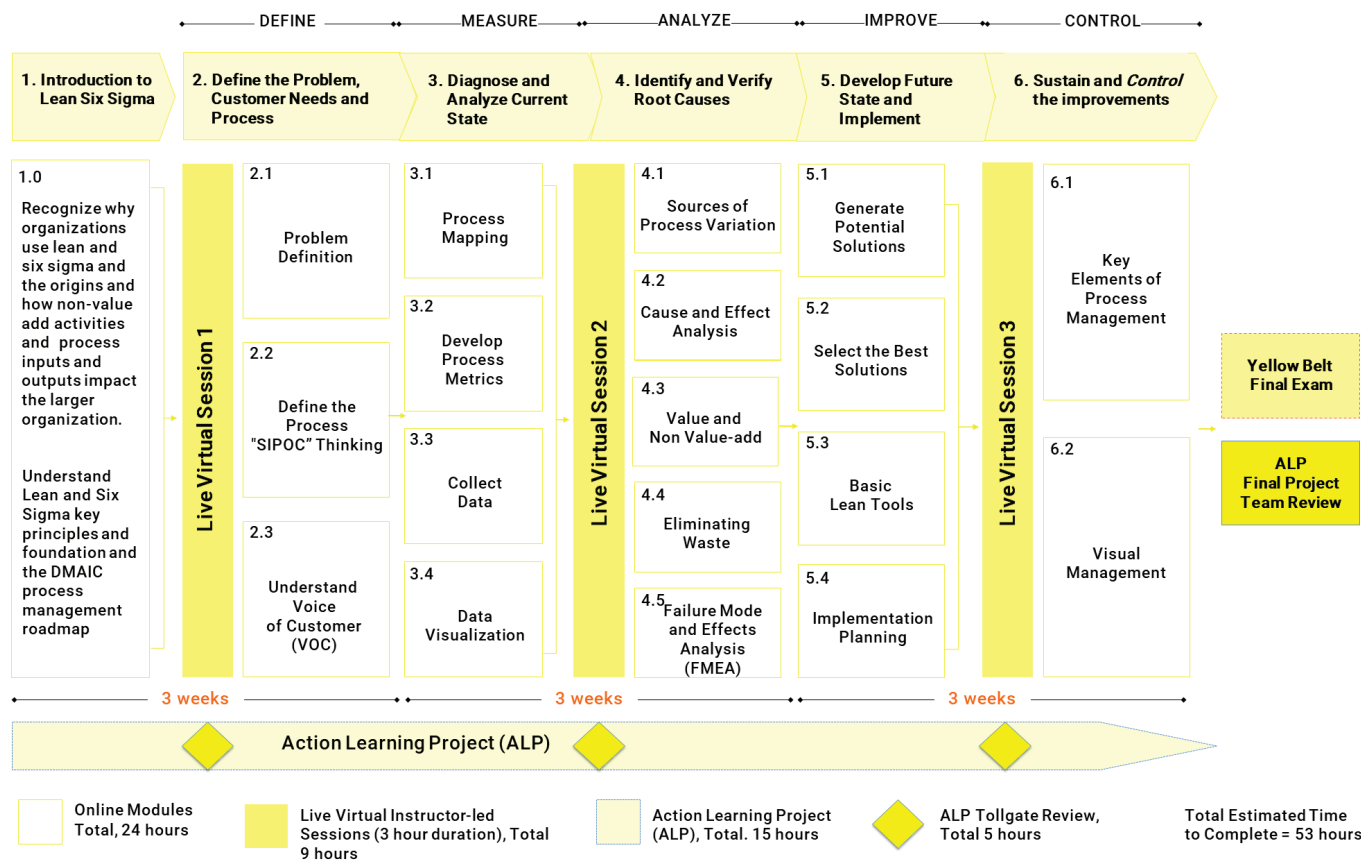 DEFINE
MEASURE
ANALYZE
IMPROVE
CONTROL
1. Introduction to
Lean Six Sigma
2. Define the Problem,
Customer Needs and
Process
3. Diagnose and
Analyze Current
State
4. Identify and Verify
Root Causes
5. Develop Future
State and
Implement
6. Sustain and Control
the improvements
1.0
Recognize why
organizations
use lean and
six sigma and
the origins and
how non-value
add activities
and process
inputs and
outputs impact
the larger
organization.
Understand
Lean and Six
Sigma key
principles and
foundation and
the DMAIC
process
management
roadmap
Live Virtual Session 1
2.1
Problem
Definition
2.2
Define the
Process
"SIPOC” Thinking
2.3
Understand
Voice
of Customer
(VOC)
3.1
Process
Mapping
3.2
Develop
Process
Metrics
3.3
Collect
Data
3.4
Data
Visualization
Live Virtual Session 2
4.1
Sources of
Process Variation
4.2
Cause and Effect
Analysis
4.3
Value and
Non Value-add
4.4
Eliminating
Waste
4.5
Failure Mode
and Effects
Analysis
(FMEA)
5.1
Generate
Potential
Solutions
5.2
Select the Best
Solutions
5.3
Basic
Lean Tools
5.4
Implementation
Planning
Live Virtual Session 3
6.1
Key
Elements of
Process
Management
6.2
Visual
Management
Yellow Belt
Final Exam
ALP
Final Project
Team Review
3 weeks
3 weeks
3 weeks
Action Learning Project (ALP)
Online Modules
Total, 24 hours
Live Virtual Instructor-led
Sessions (3 hour duration), Total
9 hours
Action Learning Project
(ALP), Total. 15 hours
ALP Tollgate Review,
Total 5 hours
Total Estimated Time
to Complete = 53 hours